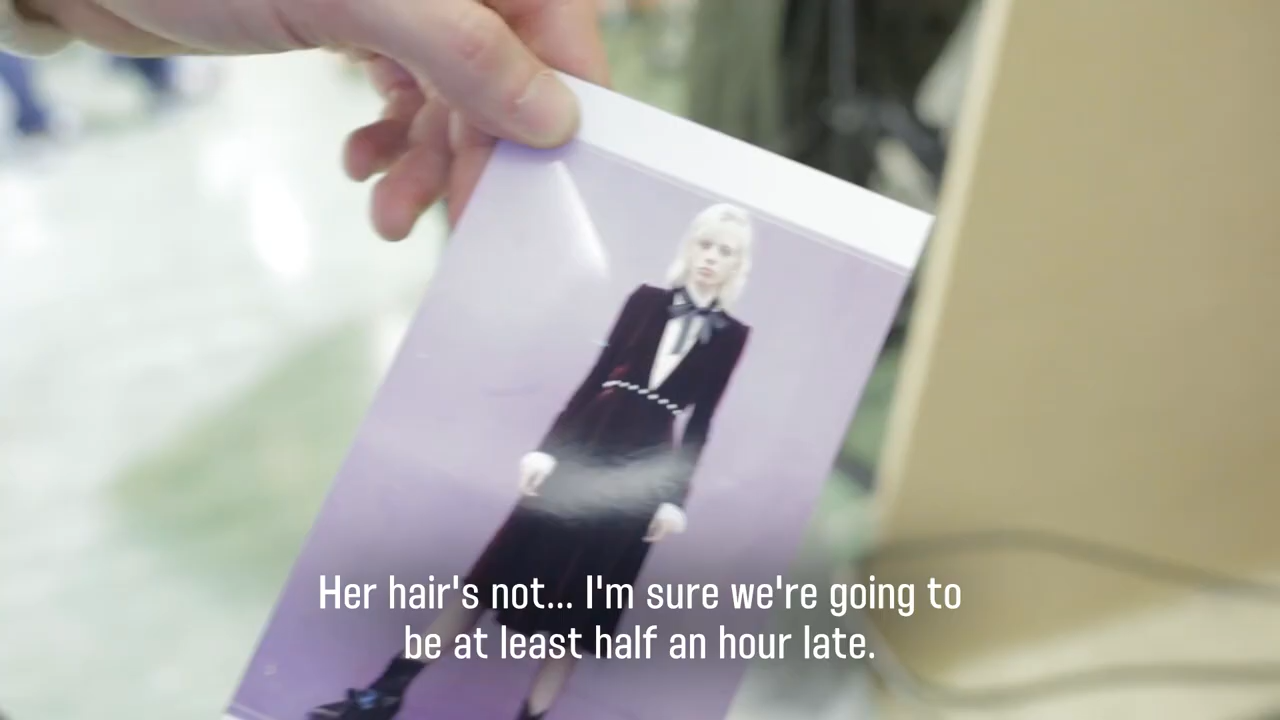 Her hair's not... I'm sure we're going to
be at least half an hour late.